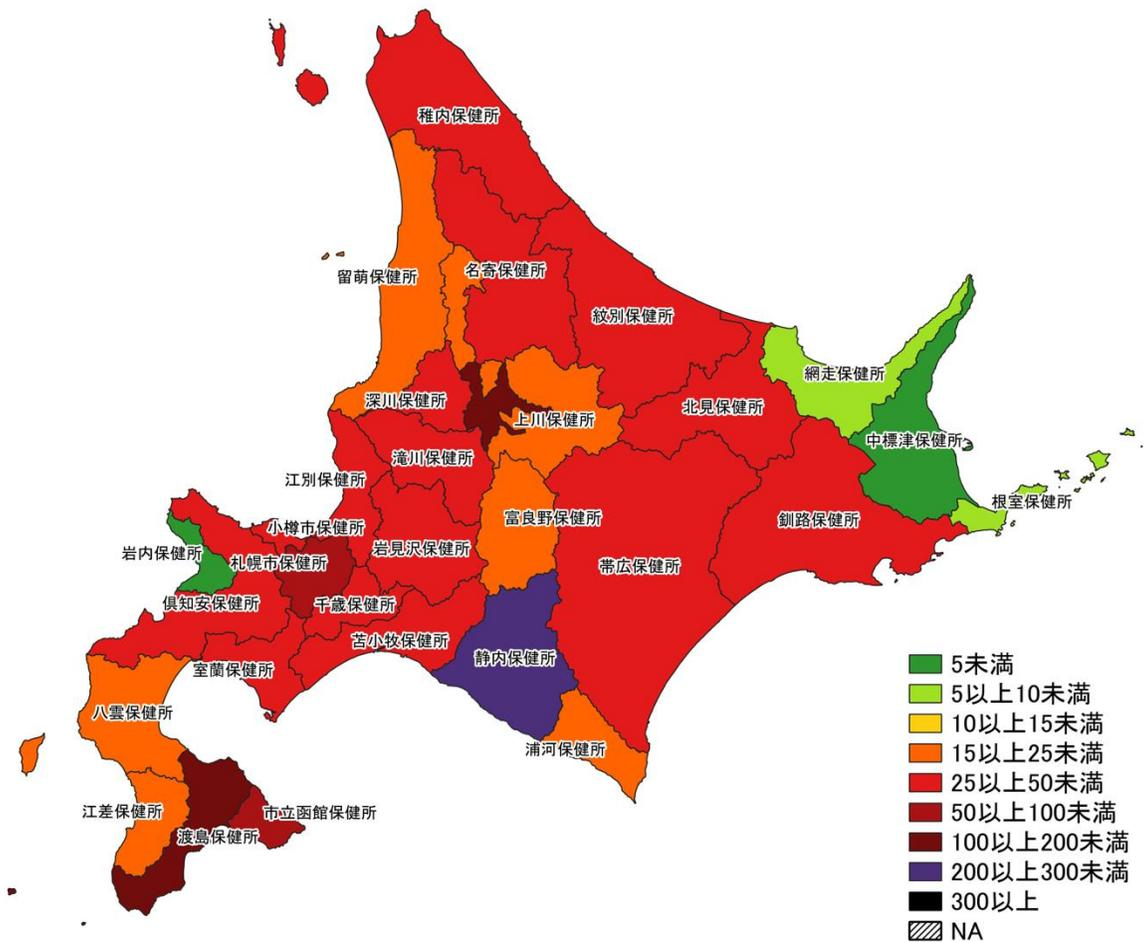 稚内保健所
留萌保健所
名寄保健所
紋別保健所
網走保健所
深川保健所
上川保健所
北見保健所
中標津保健所
滝川保健所
江別保健所
根室保健所
小樽市保健所
富良野保健所
釧路保健所
岩内保健所
札幌市保健所
岩見沢保健所
帯広保健所
倶知安保健所
千歳保健所
苫小牧保健所
静内保健所
室蘭保健所
八雲保健所
浦河保健所
江差保健所
市立函館保健所
渡島保健所
5未満
5以上10未満
10以上15未満
15以上25未満
25以上50未満
50以上100未満
100以上200未満
200以上300未満
300以上
NA